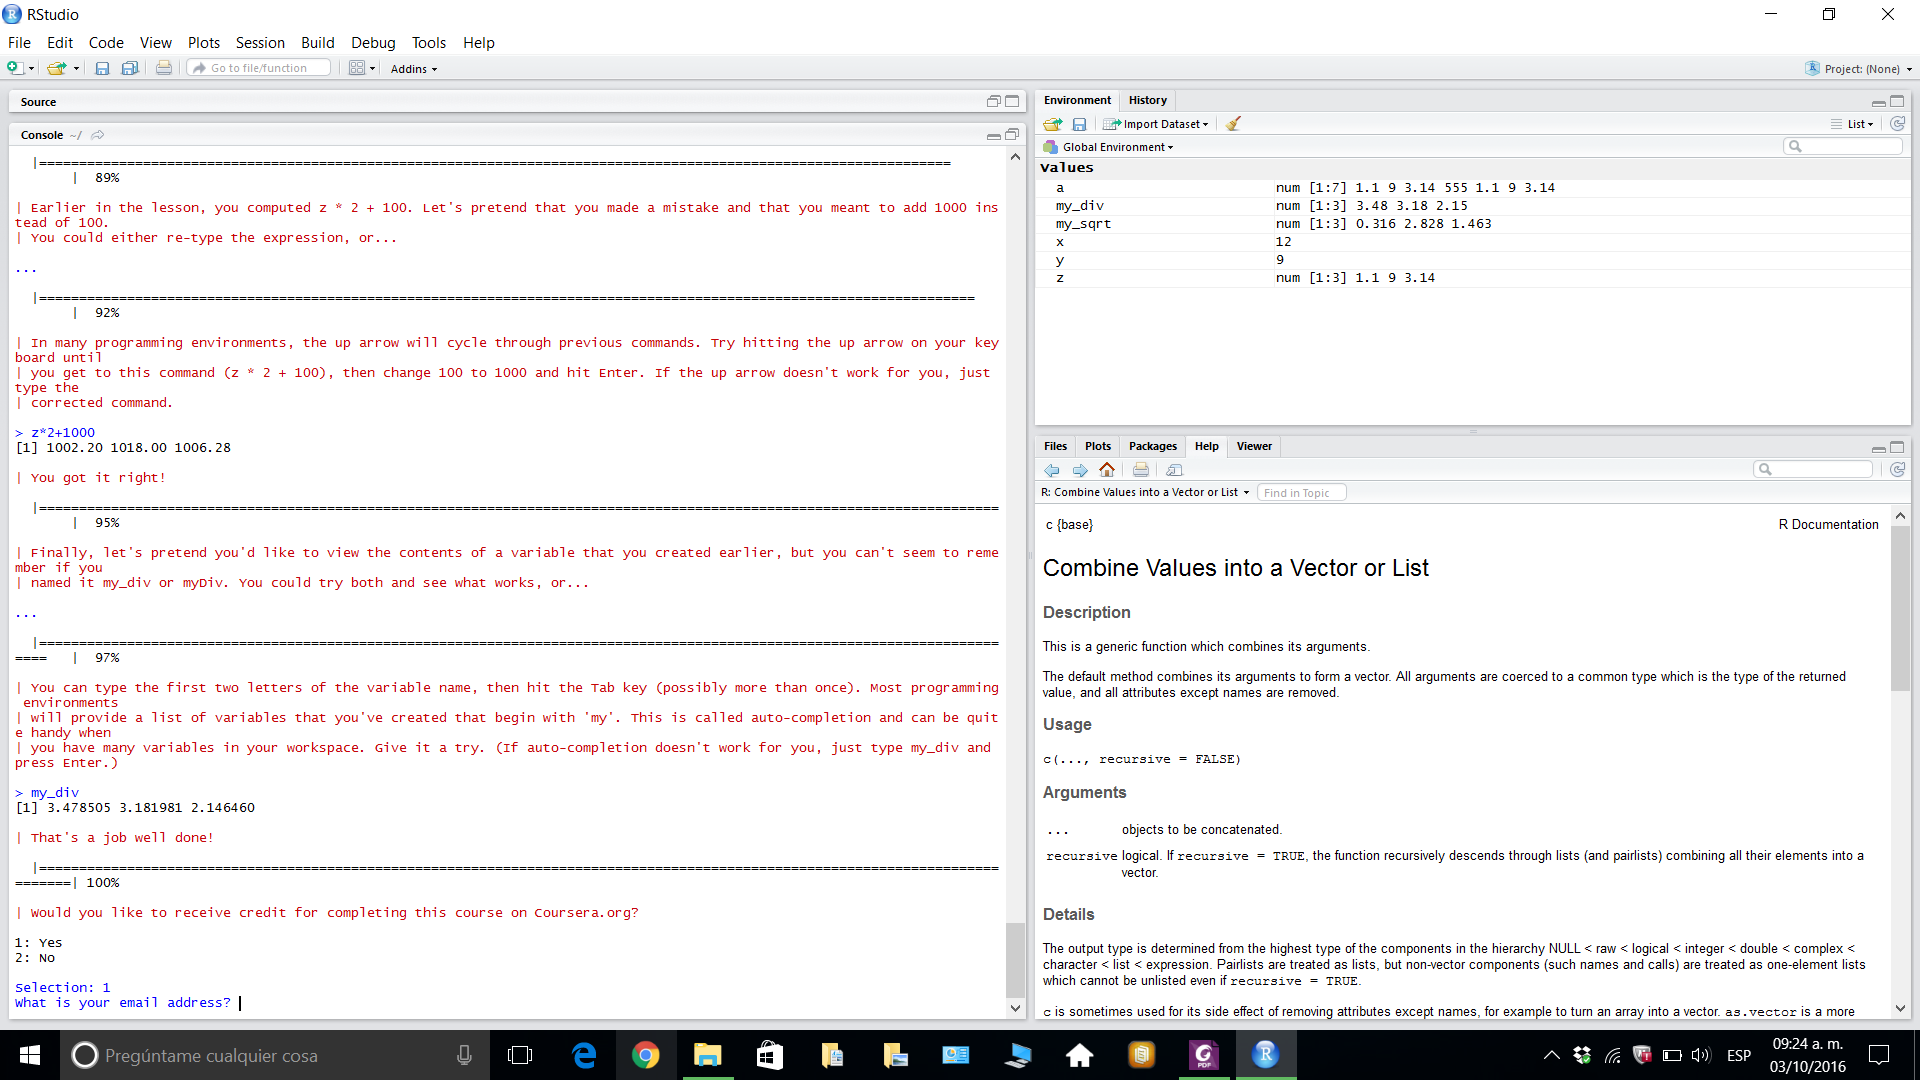 RStudio
File Edit Code View Plots Session Build Debug Tools Help
Go to file/function Addins Project: (None)
Source
Console ~/
|==================================================================================================================
| 89%
| Earlier in the lesson, you computed z * 2 + 100. Let's pretend that you made a mistake and that you meant to add 1000 ins
tead of 100.
| You could either re-type the expression, or...
...
|=====================================================================================================================
| 92%
| In many programming environments, the up arrow will cycle through previous commands. Try hitting the up arrow on your key
board until
| you get to this command (z * 2 + 100), then change 100 to 1000 and hit Enter. If the up arrow doesn't work for you, just
type the
| corrected command.
> z*2+1000
[1] 1002.20 1018.00 1006.28
| You got it right!
|========================================================================================================================
| 95%
| Finally, let's pretend you'd like to view the contents of a variable that you created earlier, but you can't seem to reme
mber if you
| named it my_div or myDiv. You could try both and see what works, or...
...
|========================================================================================================================
==== | 97%
| You can type the first two letters of the variable name, then hit the Tab key (possibly more than once). Most programming
environments
| will provide a list of variables that you've created that begin with 'my'. This is called auto-completion and can be quit
e handy when
| you have many variables in your workspace. Give it a try. (If auto-completion doesn't work for you, just type my_div and
press Enter.)
> my_div
[1] 3.478505 3.181981 2.146460
| That's a job well done!
|========================================================================================================================
=======| 100%
| Would you like to receive credit for completing this course on Coursera.org?
1: Yes
2: No
Selection: 1
What is your email address?
Environment History
Import Dataset List
Global Environment
Values
a num [1:7] 1.1 9 3.14 555 1.1 9 3.14
my_div num [1:3] 3.48 3.18 2.15
my_sqrt num [1:3] 0.316 2.828 1.463
x 12
y 9
z num [1:3] 1.1 9 3.14
Files Plots Packages Help Viewer
R: Combine Values into a Vector or List Find in Topic
c {base} R Documentation
Combine Values into a Vector or List
Description
This is a generic function which combines its arguments.
The default method combines its arguments to form a vector. All arguments are coerced to a common type which is the type of the returned
value, and all attributes except names are removed.
Usage
c(..., recursive = FALSE)
Arguments
... objects to be concatenated.
recursive logical. If recursive = TRUE, the function recursively descends through lists (and pairlists) combining all their elements into a
vector.
Details
The output type is determined from the highest type of the components in the hierarchy NULL < raw < logical < integer < double < complex <
character < list < expression. Pairlists are treated as lists, but non-vector components (such names and calls) are treated as one-element lists
which cannot be unlisted even if recursive = TRUE.
c is sometimes used for its side effect of removing attributes except names, for example to turn an array into a vector. as.vector is a more
Pregúntame cualquier cosa
PDF
R
ESP
09:24 a. m.
03/10/2016